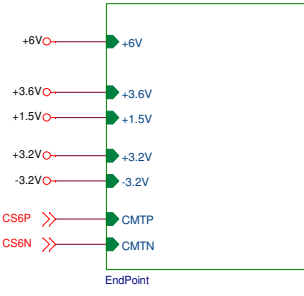 +6V +6V
+3.6V +3.6V
+1.5V +1.5V
+3.2V +3.2V
-3.2V -3.2V
CS6P CMTP
CS6N CMTN
EndPoint